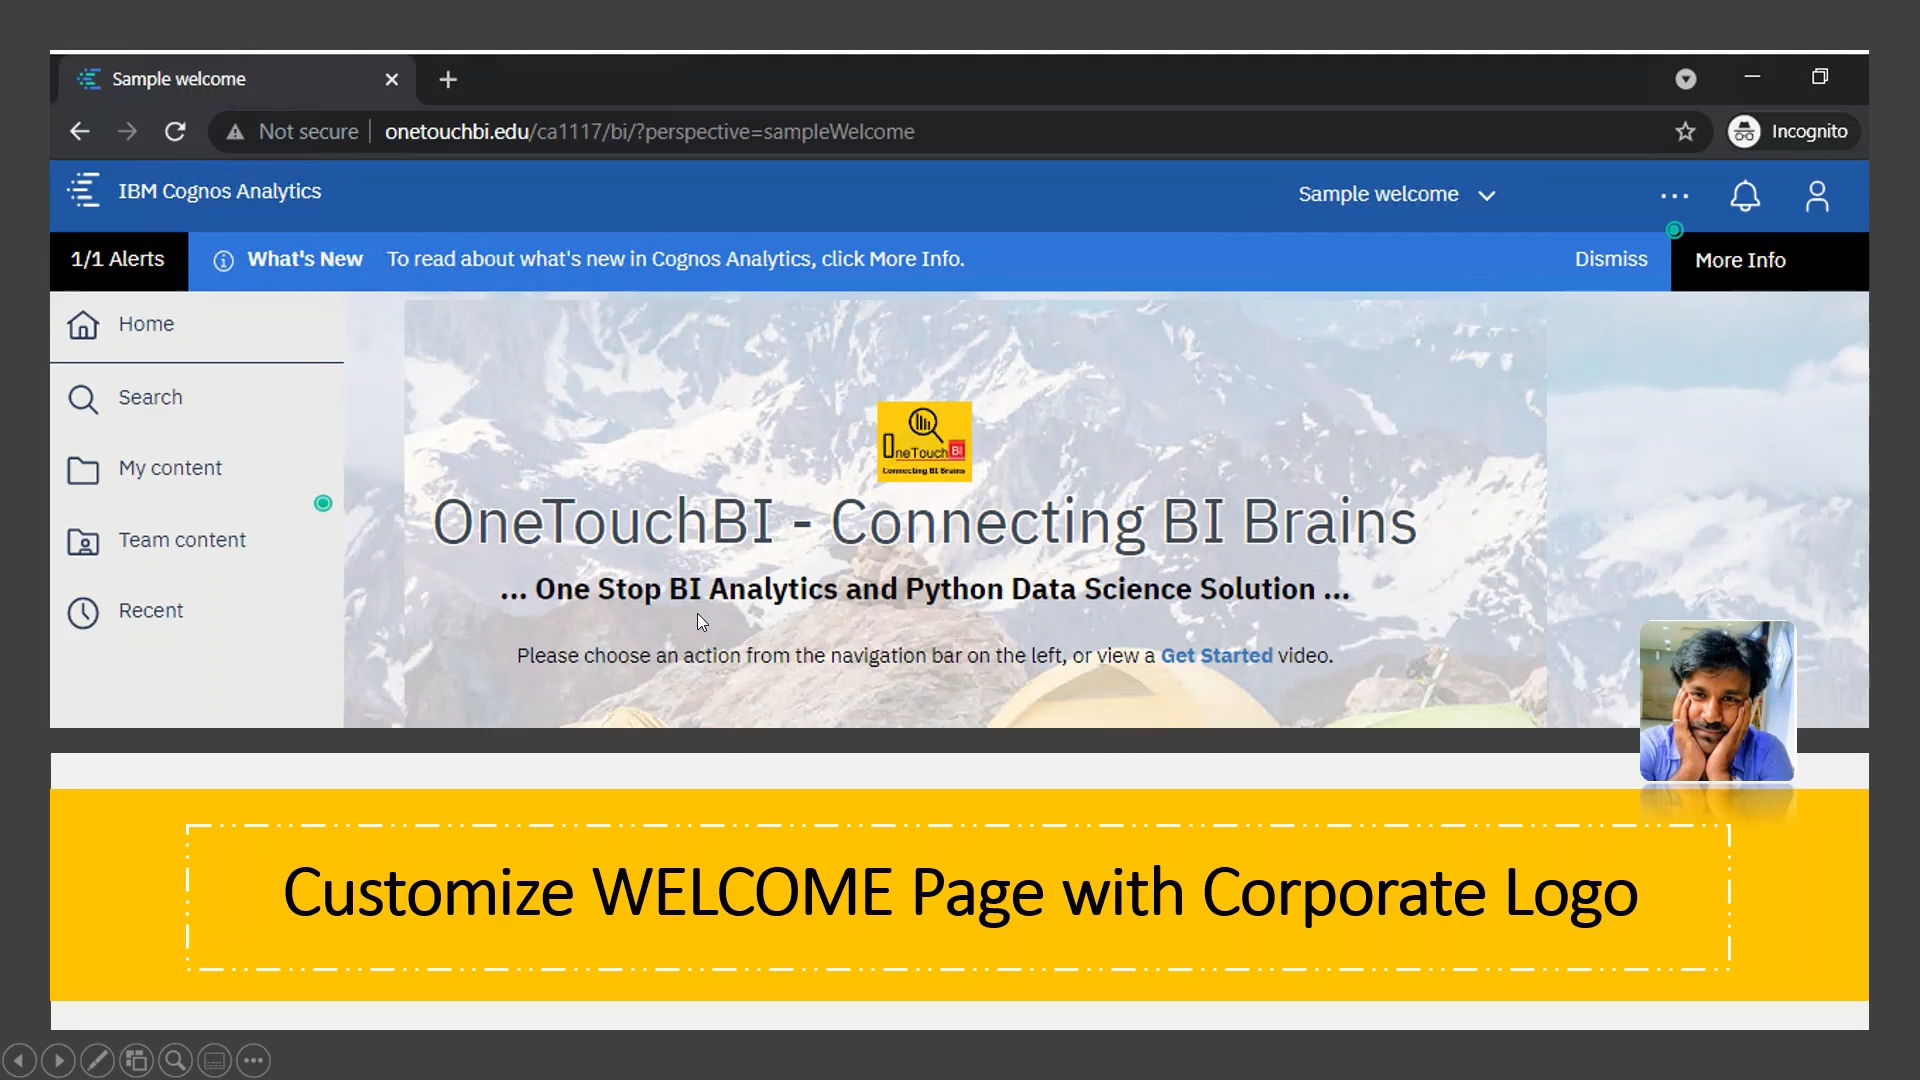 Sample welcome
Not secure onetouchbi.edu/ca1117/bi/?perspective=sampleWelcome Incognito
IBM Cognos Analytics Sample welcome
1/1 Alerts What's New To read about what's new in Cognos Analytics, click More Info. Dismiss More Info
Home
Search
My content
Team content
Recent
OneTouch BI
Connecting BI Brains
OneTouchBI - Connecting BI Brains
... One Stop BI Analytics and Python Data Science Solution ...
Please choose an action from the navigation bar on the left, or view a Get Started video.
Customize WELCOME Page with Corporate Logo